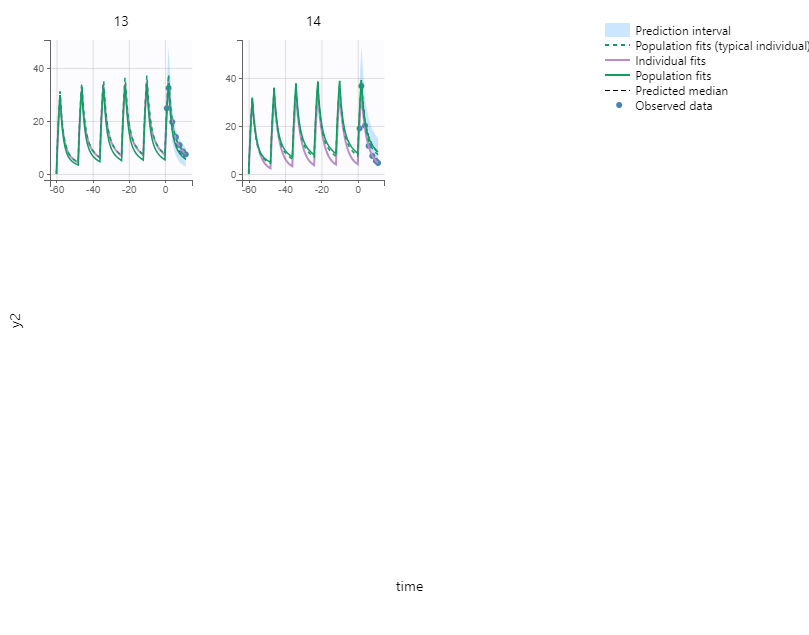 13
14
40
20
0
-60
-40
-20
0
40
20
0
-60
-40
-20
0
Prediction interval
Population fits (typical individual)
Individual fits
Population fits
Predicted median
Observed data
y2
time